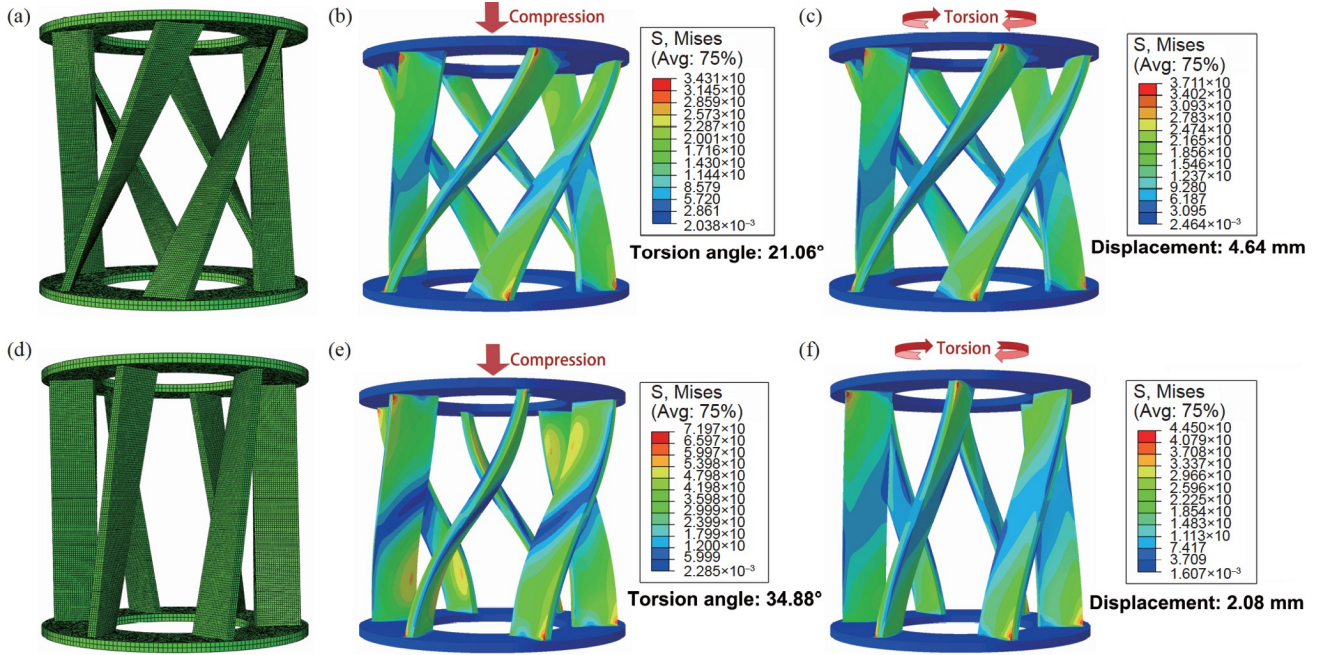 (a)
(b)
Compression
S, Mises
(Avg: 75%)
3.431×10
3.145×10
2.859×10
2.573×10
2.287×10
2.001×10
1.716×10
1.430×10
1.144×10
8.579
5.720
2.861
2.038×10⁻³
Torsion angle: 21.06°
(c)
Torsion
S, Mises
(Avg: 75%)
3.711×10
3.402×10
3.093×10
2.783×10
2.474×10
2.165×10
1.856×10
1.546×10
1.237×10
9.280
6.187
3.095
2.464×10⁻³
Displacement: 4.64 mm
(d)
(e)
Compression
S, Mises
(Avg: 75%)
7.197×10
6.597×10
5.997×10
5.398×10
4.798×10
4.198×10
3.598×10
2.999×10
2.399×10
1.799×10
1.200×10
5.999
2.285×10⁻³
Torsion angle: 34.88°
(f)
Torsion
S, Mises
(Avg: 75%)
4.450×10
4.079×10
3.708×10
3.337×10
2.966×10
2.596×10
2.225×10
1.854×10
1.483×10
1.113×10
7.417
3.709
1.607×10⁻³
Displacement: 2.08 mm